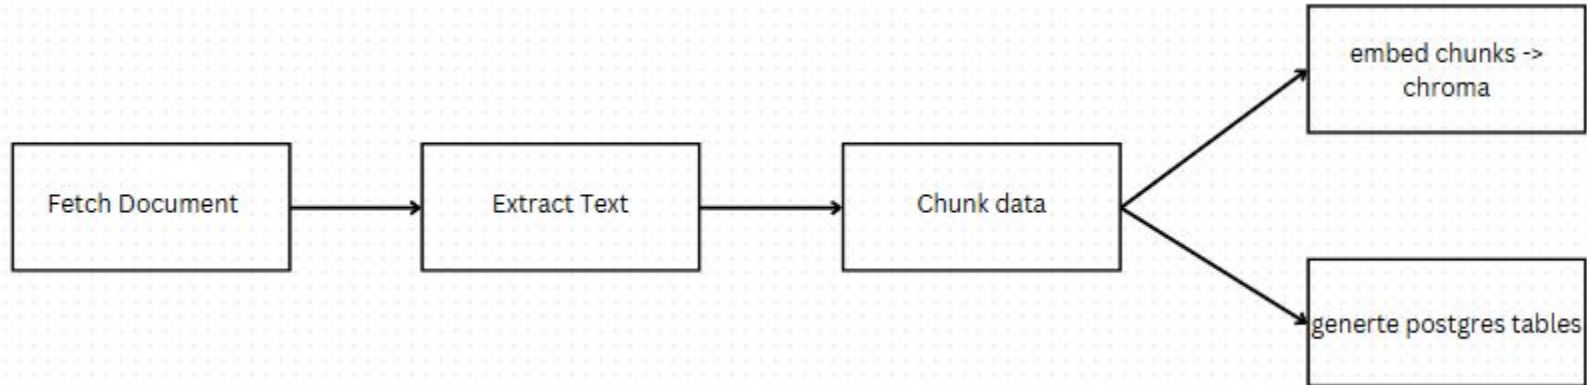 Fetch Document
Extract Text
Chunk data
embed chunks ->
chroma
generte postgres tables